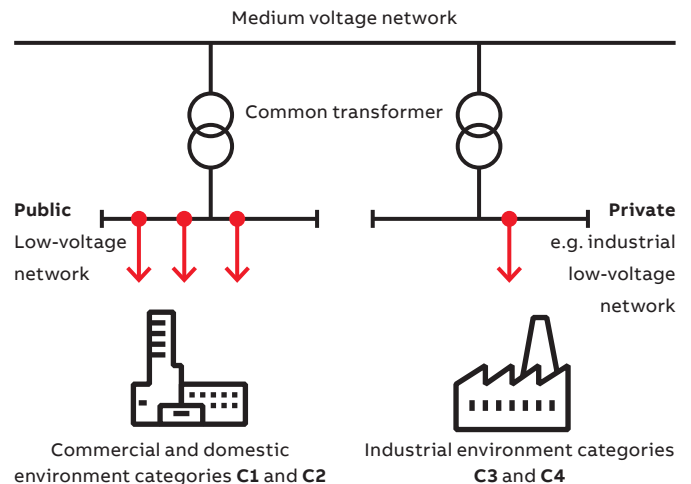 Medium voltage network
Common transformer
Public
Low-voltage
network
Private
e.g. industrial
low-voltage
network
Commercial and domestic
environment categories C1 and C2
Industrial environment categories
C3 and C4